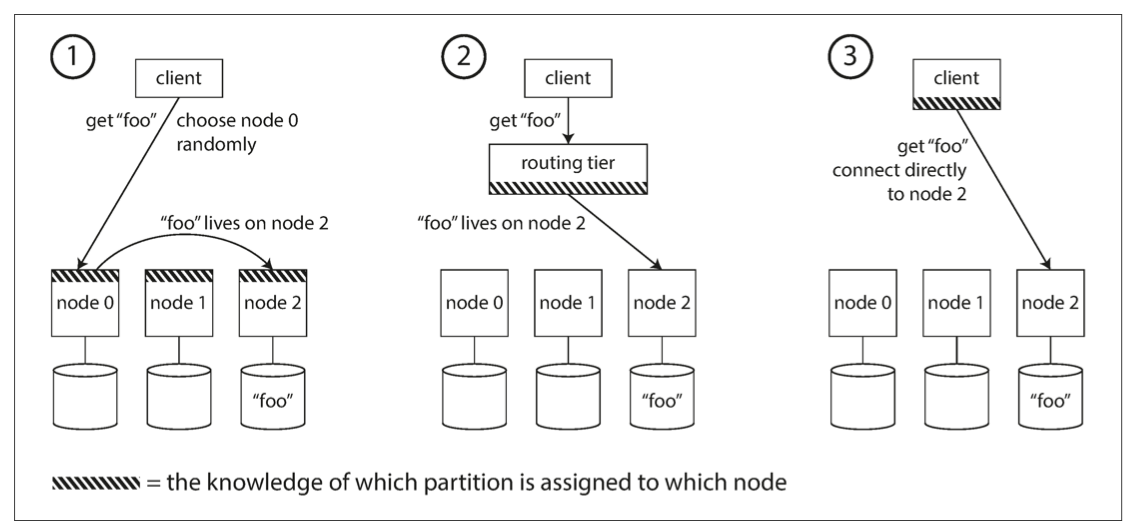 1
client
get “foo”
choose node 0
randomly
“foo” lives on node 2
node 0
node 1
node 2
“foo”
2
client
get “foo”
routing tier
“foo” lives on node 2
node 0
node 1
node 2
“foo”
3
client
get “foo”
connect directly
to node 2
node 0
node 1
node 2
“foo”
= the knowledge of which partition is assigned to which node